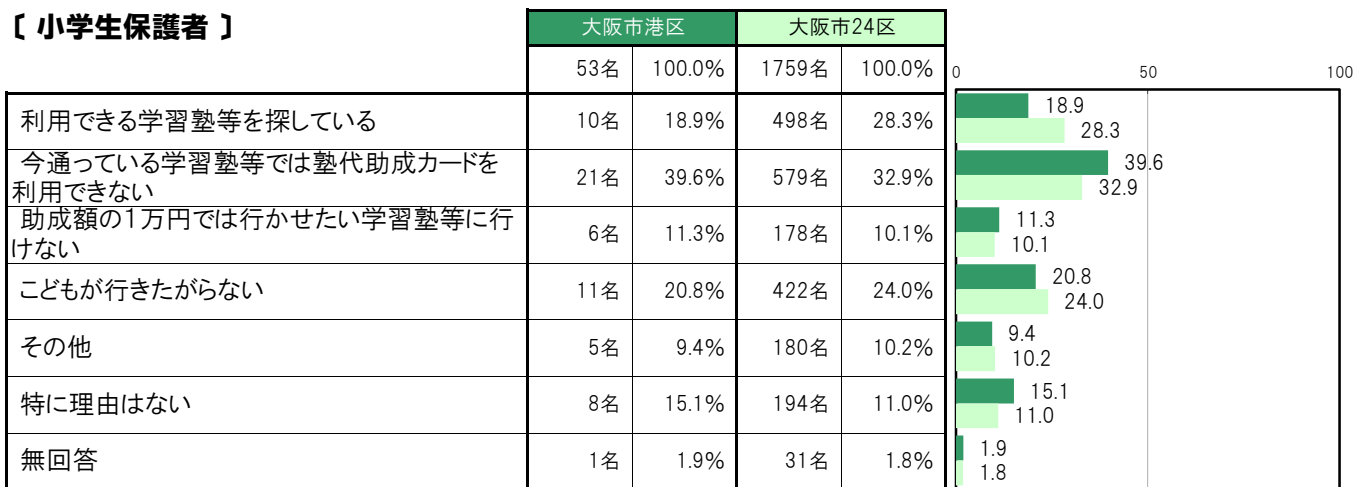 〔 小学生保護者 〕
大阪市港区 大阪市24区
53名 100.0% 1759名 100.0% 0 50 100
利用できる学習塾等を探している 10名 18.9% 498名 28.3% 18.9
28.3
今通っている学習塾等では塾代助成カードを
利用できない 21名 39.6% 579名 32.9% 39.6
32.9
助成額の1万円では行かせたい学習塾等に行
けない 6名 11.3% 178名 10.1% 11.3
10.1
こどもが行きたがらない 11名 20.8% 422名 24.0% 20.8
24.0
その他 5名 9.4% 180名 10.2% 9.4
10.2
特に理由はない 8名 15.1% 194名 11.0% 15.1
11.0
無回答 1名 1.9% 31名 1.8% 1.9
1.8